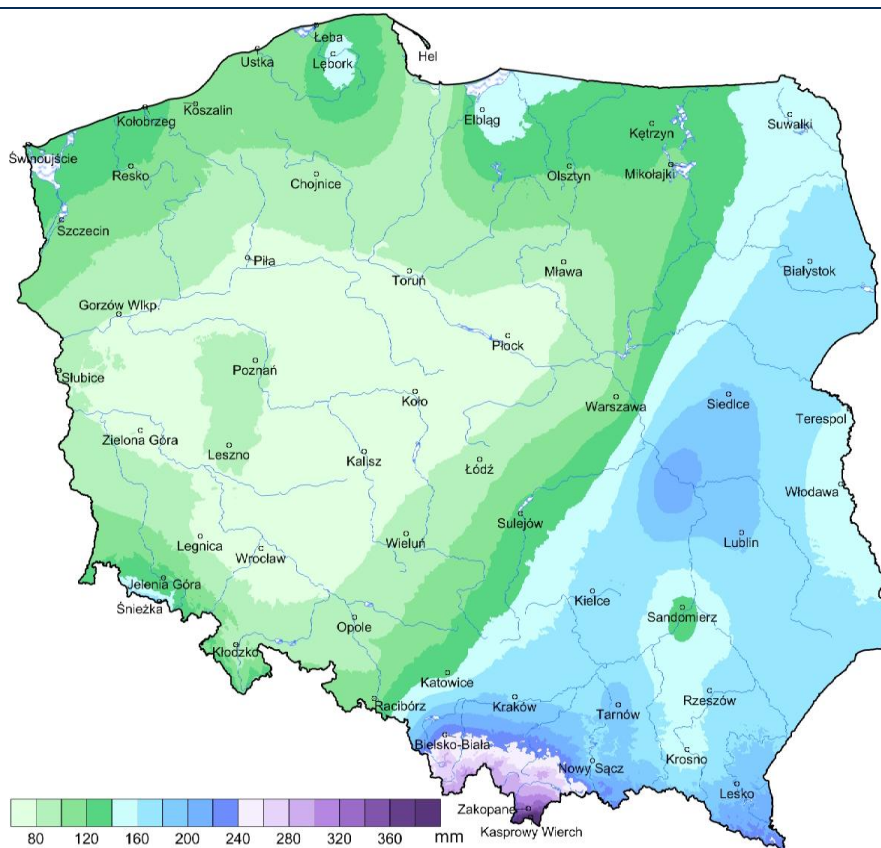 Łeba
Ustka
Lębork
Hel
Koszalin
Kołobrzeg
Elbląg
Kętrzyn
Suwałki
Świnoujście
Resko
Chojnice
Olsztyn
Mikołajki
Szczecin
Piła
Toruń
Mława
Białystok
Gorzów Wlkp.
Płock
Słubice
Poznań
Koło
Warszawa
Siedlce
Terespol
Zielona Góra
Leszno
Kalisz
Łódź
Włodawa
Sulejów
Legnica
Wrocław
Wieluń
Lublin
Jelenia Góra
Śnieżka
Kielce
Sandomierz
Opole
Kłodzko
Katowice
Racibórz
Kraków
Tarnów
Rzeszów
Bielsko-Biała
Nowy Sącz
Krosno
Lesko
Zakopane
Kasprowy Wierch
80 120 160 200 240 280 320 360 mm